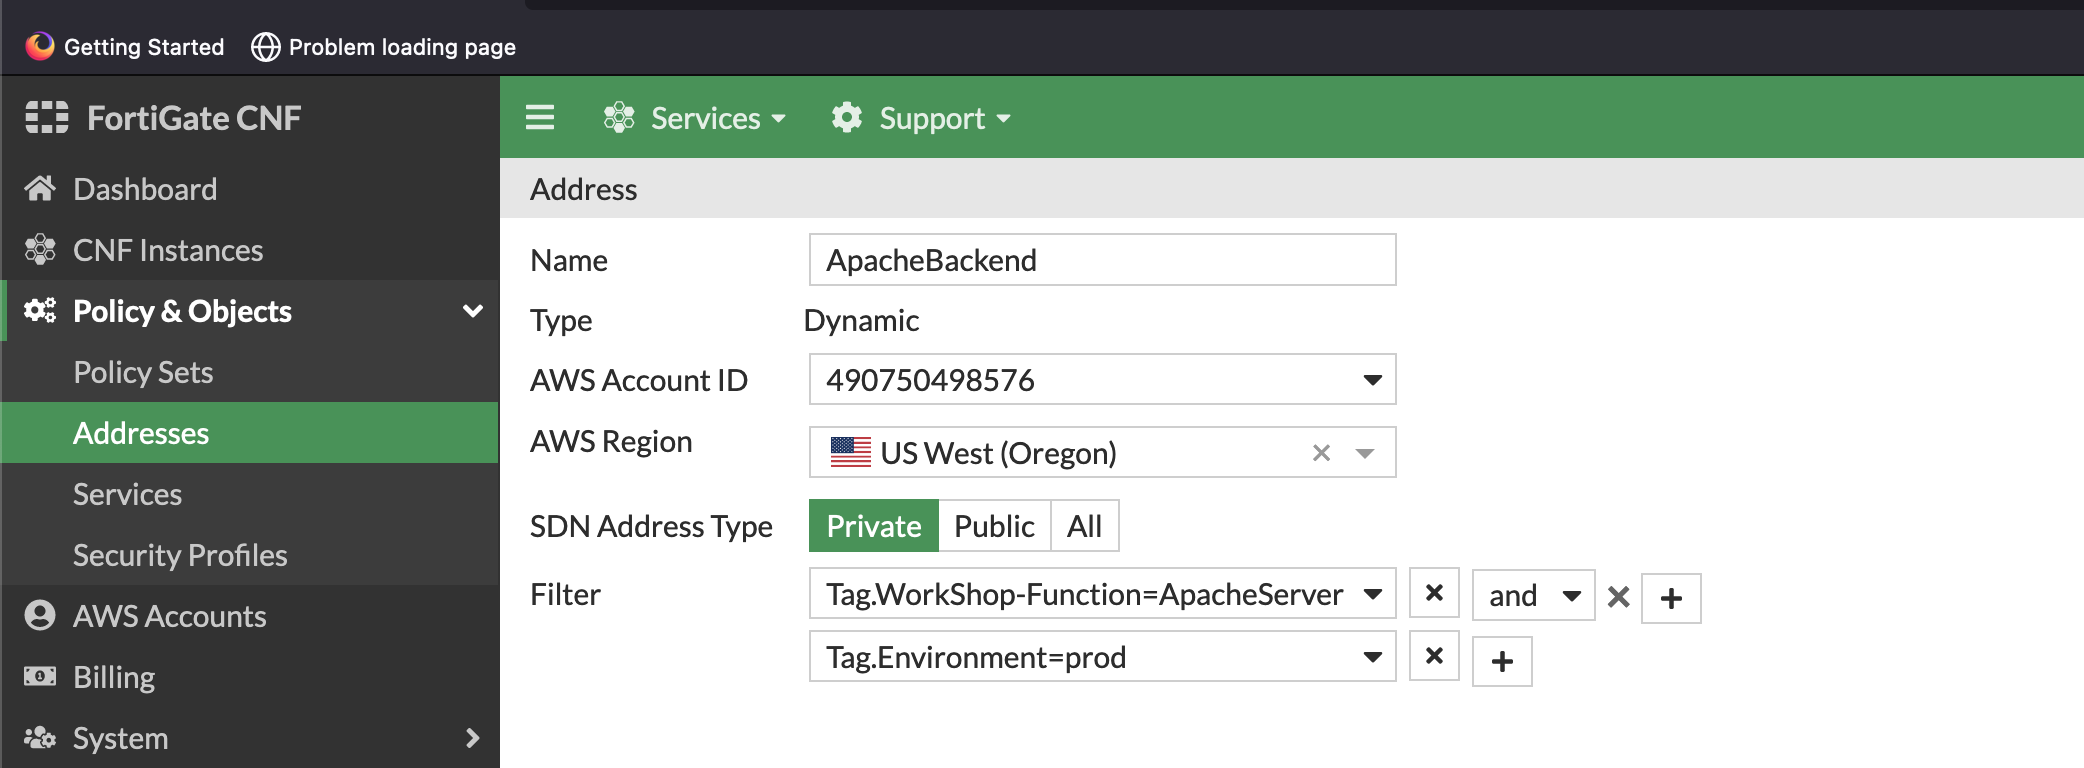 Getting Started Problem loading page
FortiGate CNF
Services Support
Dashboard
CNF Instances
Policy & Objects
Policy Sets
Addresses
Services
Security Profiles
AWS Accounts
Billing
System
Address
Name ApacheBackend
Type Dynamic
AWS Account ID 490750498576
AWS Region US West (Oregon)
SDN Address Type Private Public All
Filter Tag.WorkShop-Function=ApacheServer and
Tag.Environment=prod